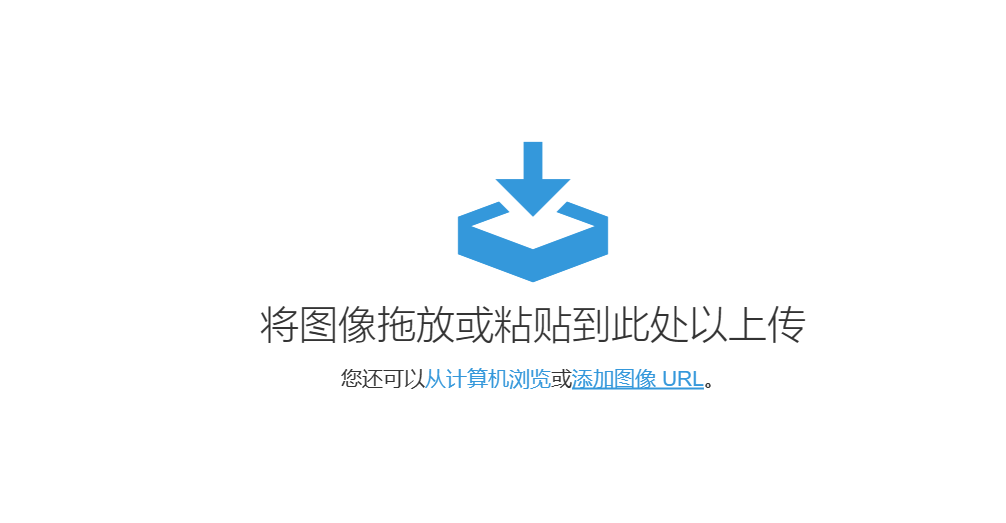 将图像拖放或粘贴到此处以上传
您还可以从计算机浏览或添加图像 URL。